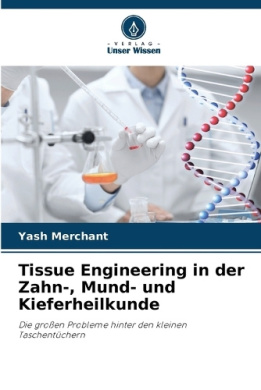 VERLAG
Unser Wissen
Yash Merchant
Tissue Engineering in der
Zahn-, Mund- und
Kieferheilkunde
Die großen Probleme hinter den kleinen
Taschentüchern